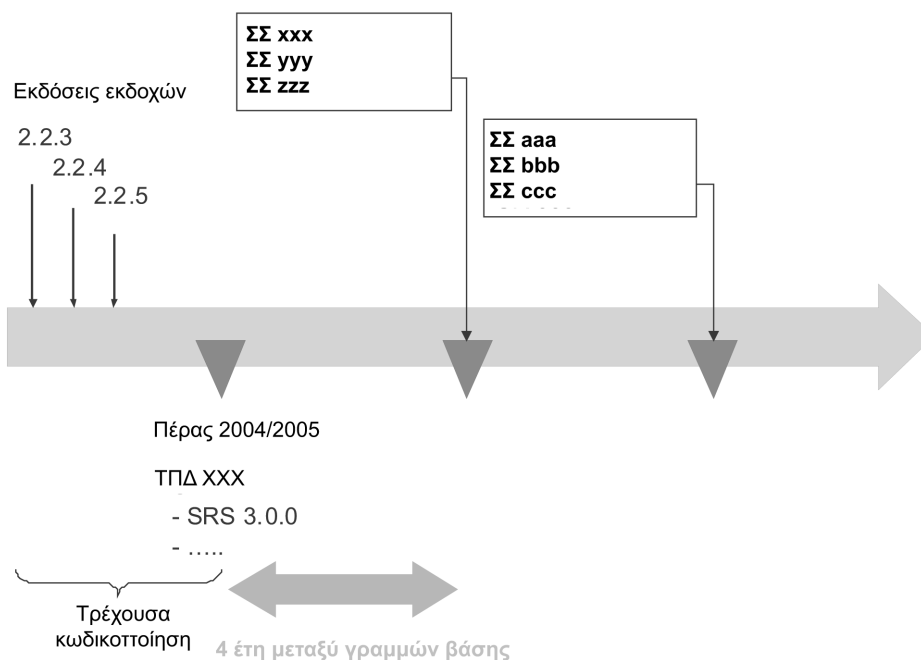 ΣΣ xxx
ΣΣ yyy
ΣΣ zzz
Εκδόσεις εκδοχών
2.2.3
2.2.4
2.2.5
ΣΣ aaa
ΣΣ bbb
ΣΣ ccc
Πέρας 2004/2005
ΤΠΔ XXX
- SRS 3.0.0
- .....
Τρέχουσα
κωδικοττοίηση
4 έτη μεταξύ γραμμών βάσης